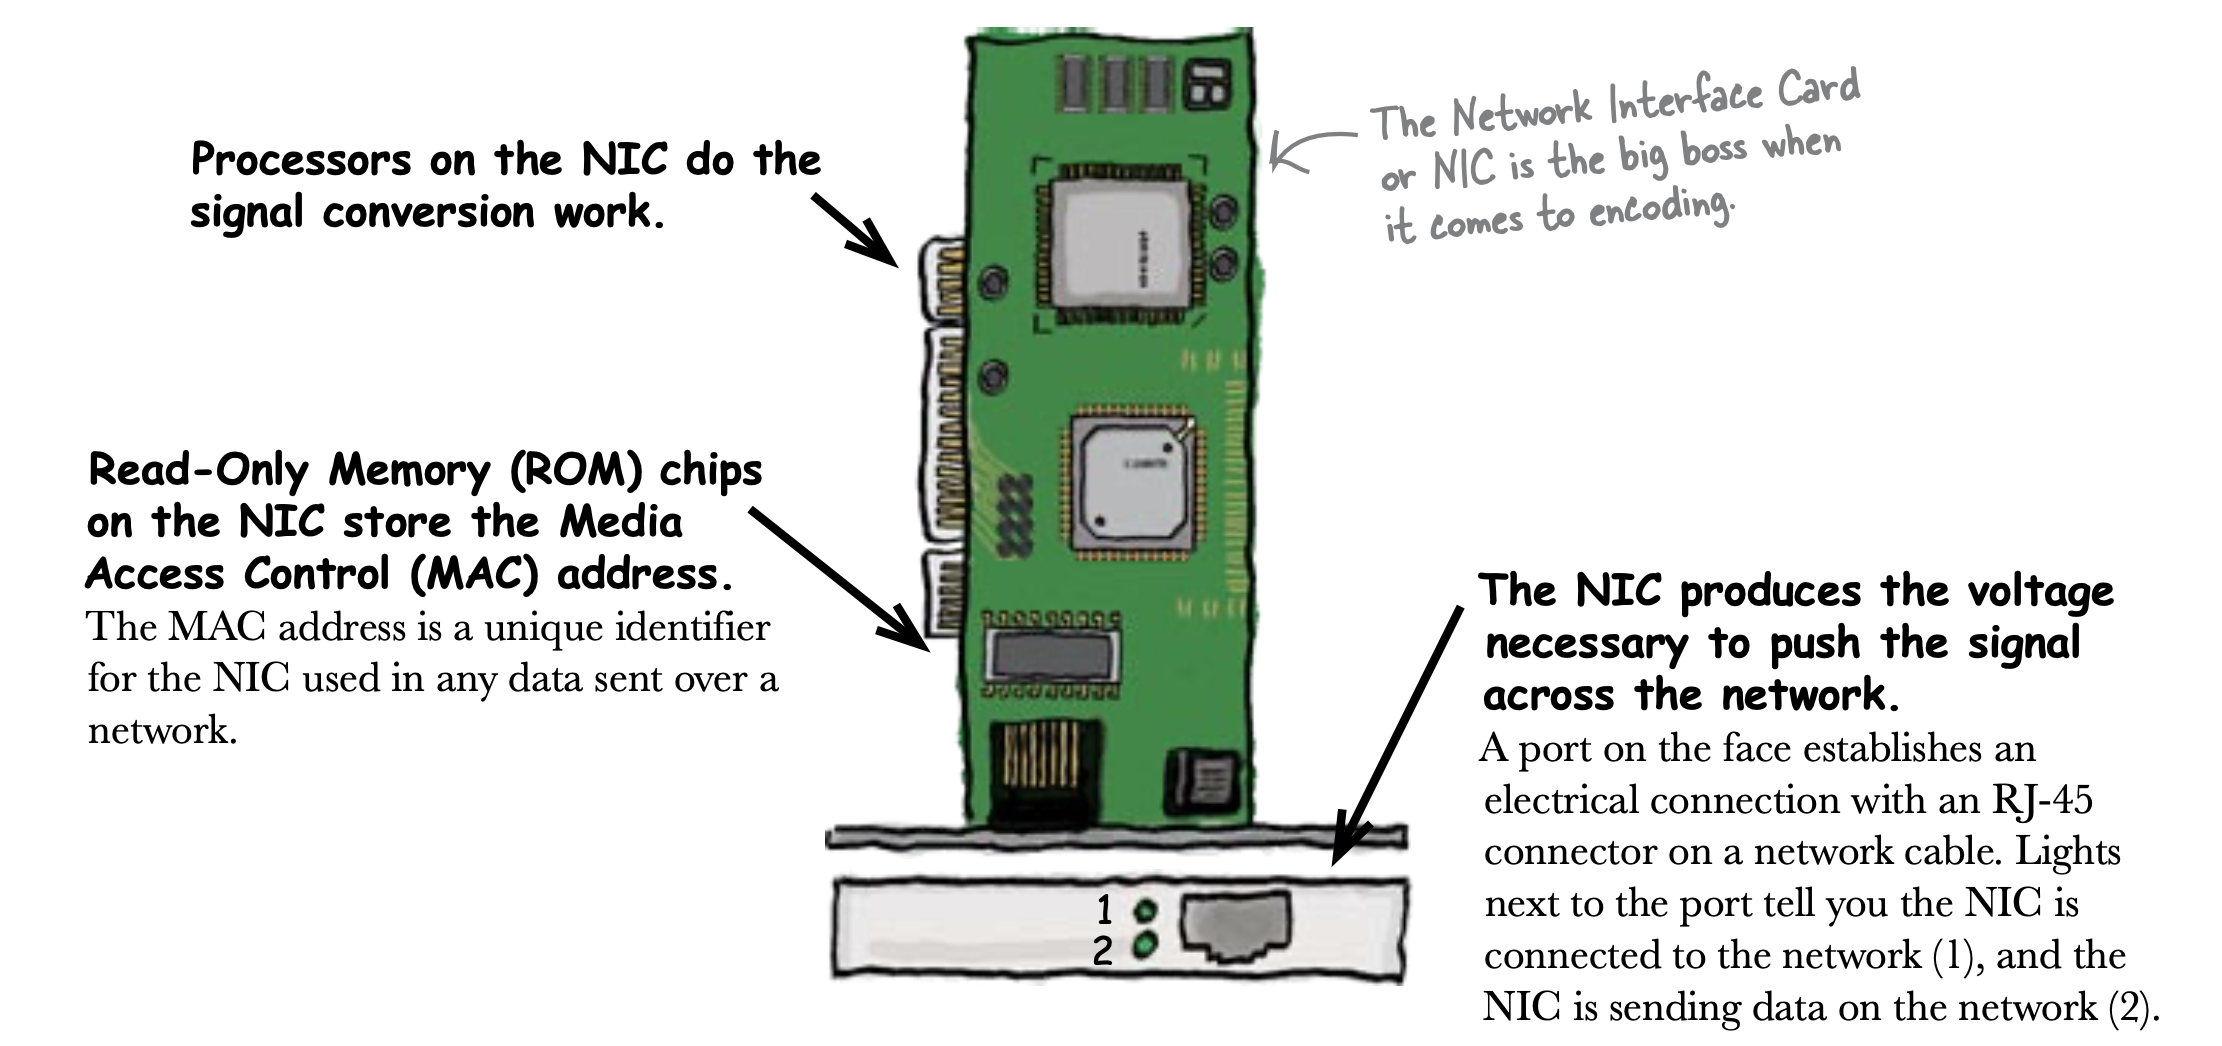 Processors on the NIC do the
signal conversion work.
The Network Interface Card
or NIC is the big boss when
it comes to encoding.
Read-Only Memory (ROM) chips
on the NIC store the Media
Access Control (MAC) address.
The MAC address is a unique identifier
for the NIC used in any data sent over a
network.
The NIC produces the voltage
necessary to push the signal
across the network.
A port on the face establishes an
electrical connection with an RJ-45
connector on a network cable. Lights
next to the port tell you the NIC is
connected to the network (1), and the
NIC is sending data on the network (2).
1
2